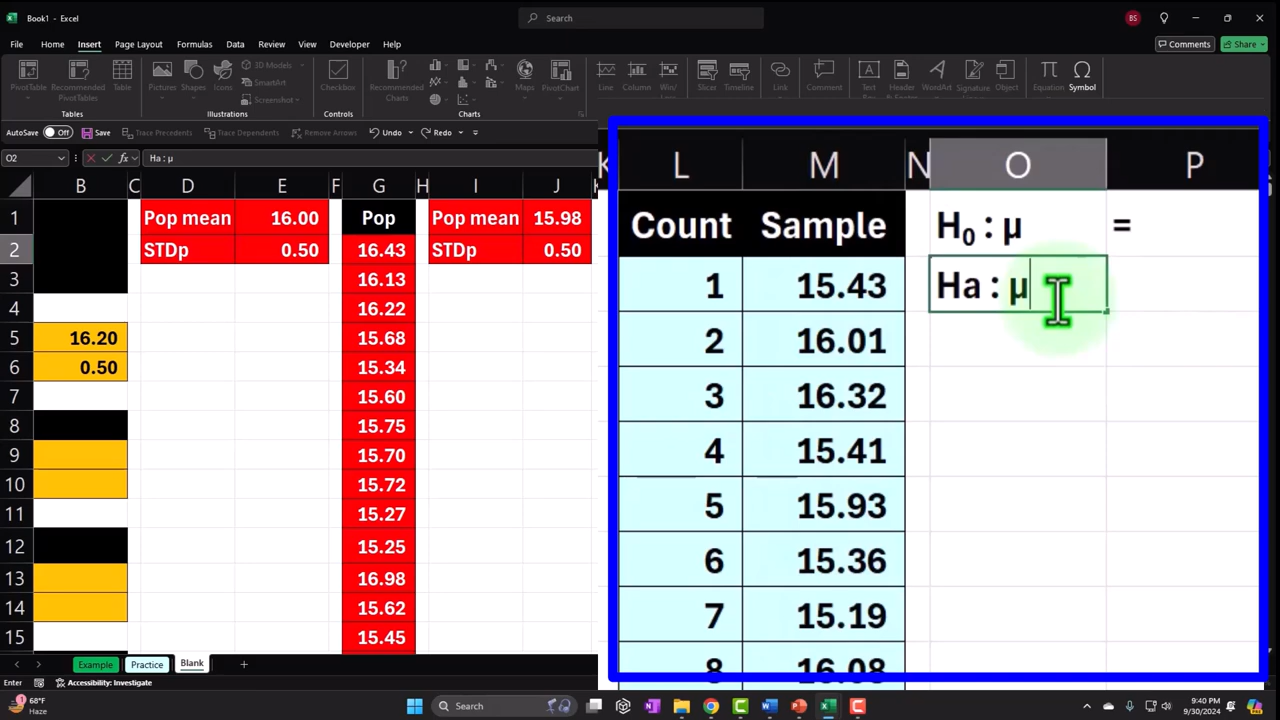 Book1 - Excel
Search
BS
File Home Insert Page Layout Formulas Data Review View Developer Help
Comments Share
PivotTable Recommended PivotTables Table Pictures Shapes Icons 3D Models SmartArt Screenshot Checkbox Recommended Charts Maps PivotChart Line Column Win/ Slicer Timeline Link Comment Text WordArt Signature Object Equation Symbol
Tables Illustrations Controls Charts
AutoSave Off Save Trace Precedents Trace Dependents Remove Arrows Undo Redo
O2 fx Ha : µ
B C D E F G H I J K L M N O P
1 Pop mean 16.00 Pop Pop mean 15.98 Count Sample H₀ : µ =
2 STDp 0.50 16.43 STDp 0.50 1 15.43 Ha : µ
3 16.13 2 16.01
4 16.22 3 16.32
5 16.20 15.68 4 15.41
6 0.50 15.34 5 15.93
7 15.60 6 15.36
8 15.75 7 15.19
9 15.70 8 16.08
10 15.72
11 15.27
12 15.25
13 16.98
14 15.62
15 15.45
Example Practice Blank
Enter Accessibility: Investigate
68°F
Haze
Search
9:40 PM
9/30/2024